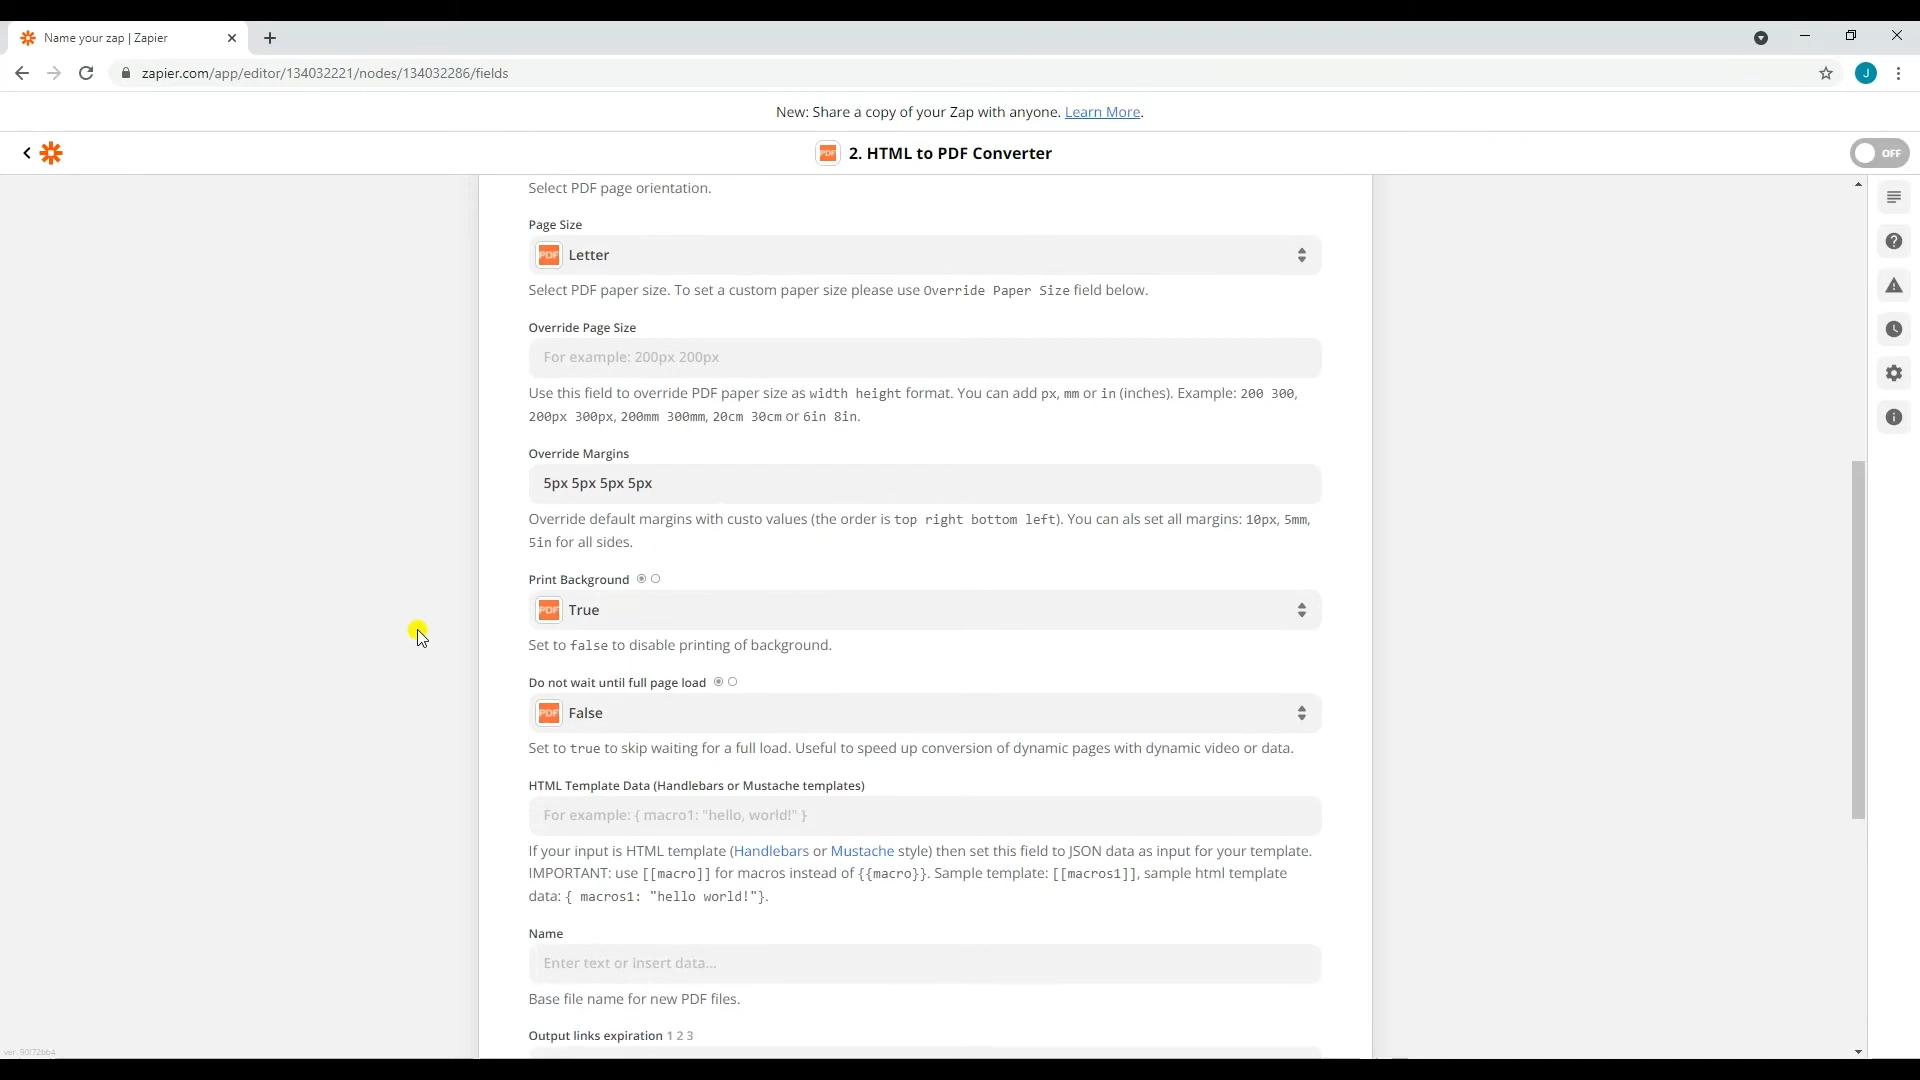 Name your zap | Zapier
zapier.com/app/editor/134032221/nodes/134032286/fields
J
New: Share a copy of your Zap with anyone. Learn More.
PDF 2. HTML to PDF Converter
OFF
Select PDF page orientation.
Page Size
PDF Letter
Select PDF paper size. To set a custom paper size please use Override Paper Size field below.
Override Page Size
For example: 200px 200px
Use this field to override PDF paper size as width height format. You can add px, mm or in (inches). Example: 200 300,
200px 300px, 200mm 300mm, 20cm 30cm or 6in 8in.
Override Margins
5px 5px 5px 5px
Override default margins with custo values (the order is top right bottom left). You can als set all margins: 10px, 5mm,
5in for all sides.
Print Background
PDF True
Set to false to disable printing of background.
Do not wait until full page load
PDF False
Set to true to skip waiting for a full load. Useful to speed up conversion of dynamic pages with dynamic video or data.
HTML Template Data (Handlebars or Mustache templates)
For example: { macro1: "hello, world!" }
If your input is HTML template (Handlebars or Mustache style) then set this field to JSON data as input for your template.
IMPORTANT: use [[macro]] for macros instead of {{macro}}. Sample template: [[macros1]], sample html template
data: { macros1: "hello world!"}.
Name
Enter text or insert data...
Base file name for new PDF files.
Output links expiration 1 2 3